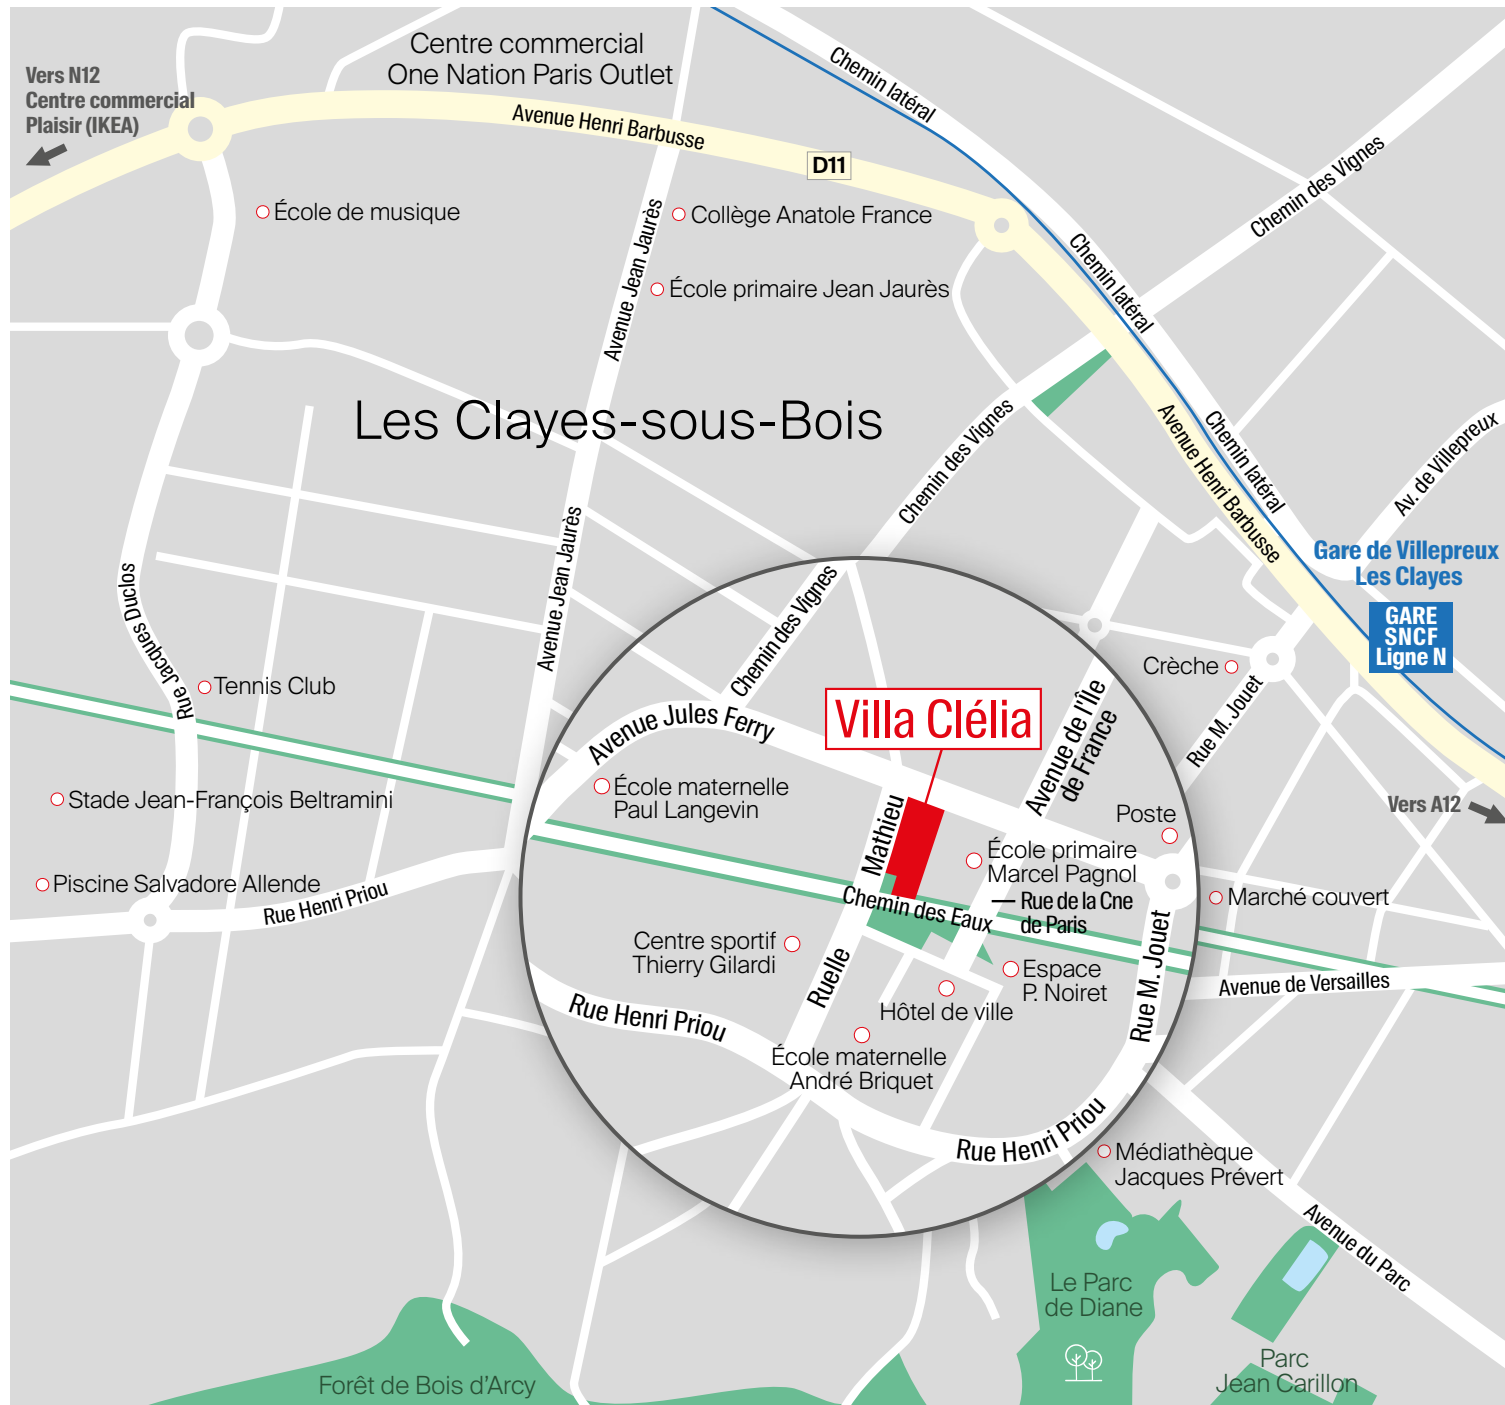 Centre commercial
One Nation Paris Outlet
Vers N12
Centre commercial
Plaisir (IKEA)
Chemin latéral
Avenue Henri Barbusse
D11
Chemin des Vignes
École de musique
Avenue Jean Jaurès
Collège Anatole France
École primaire Jean Jaurès
Chemin latéral
Les Clayes-sous-Bois
Chemin des Vignes
Avenue Henri Barbusse
Chemin latéral
Av. de Villepreux
Gare de Villepreux
Les Clayes
GARE
SNCF
Ligne N
Rue Jacques Duclos
Avenue Jean Jaurès
Chemin des Vignes
Tennis Club
Crèche
Rue M. Jouet
Villa Clélia
Avenue Jules Ferry
Avenue de l'Île
de France
École maternelle
Paul Langevin
Stade Jean-François Beltramini
Vers A12
Poste
Mathieu
École primaire
Marcel Pagnol
Rue de la Cne
de Paris
Piscine Salvadore Allende
Rue Henri Priou
Chemin des Eaux
Marché couvert
Centre sportif
Thierry Gilardi
Ruelle
Espace
P. Noiret
Rue M. Jouet
Avenue de Versailles
Hôtel de ville
Rue Henri Priou
École maternelle
André Briquet
Rue Henri Priou
Médiathèque
Jacques Prévert
Avenue du Parc
Le Parc
de Diane
Parc
Jean Carillon
Forêt de Bois d'Arcy